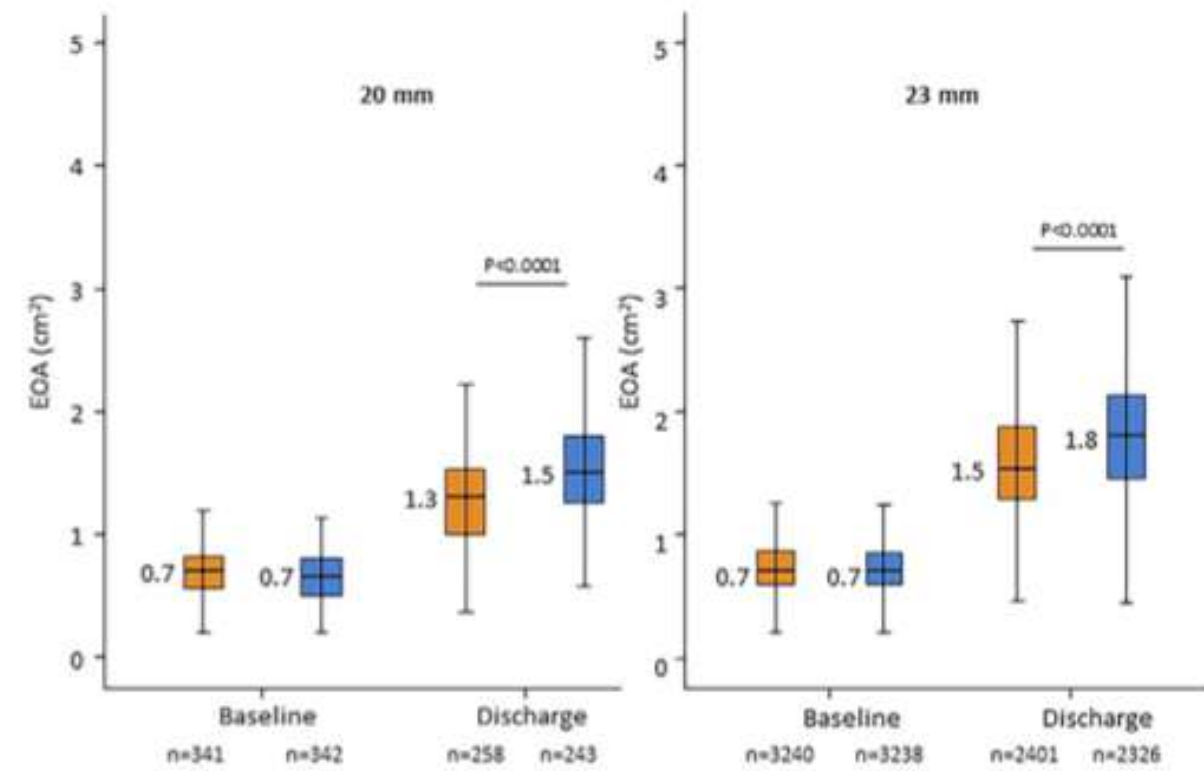 20 mm
5
4
3
2
1
0
EOA (cm²)
P<0.0001
0.7
0.7
1.3
1.5
Baseline
Discharge
n=341 n=342 n=258 n=243
23 mm
5
4
3
2
1
0
EOA (cm²)
P<0.0001
0.7
0.7
1.5
1.8
Baseline
Discharge
n=3240 n=3238 n=2401 n=2326